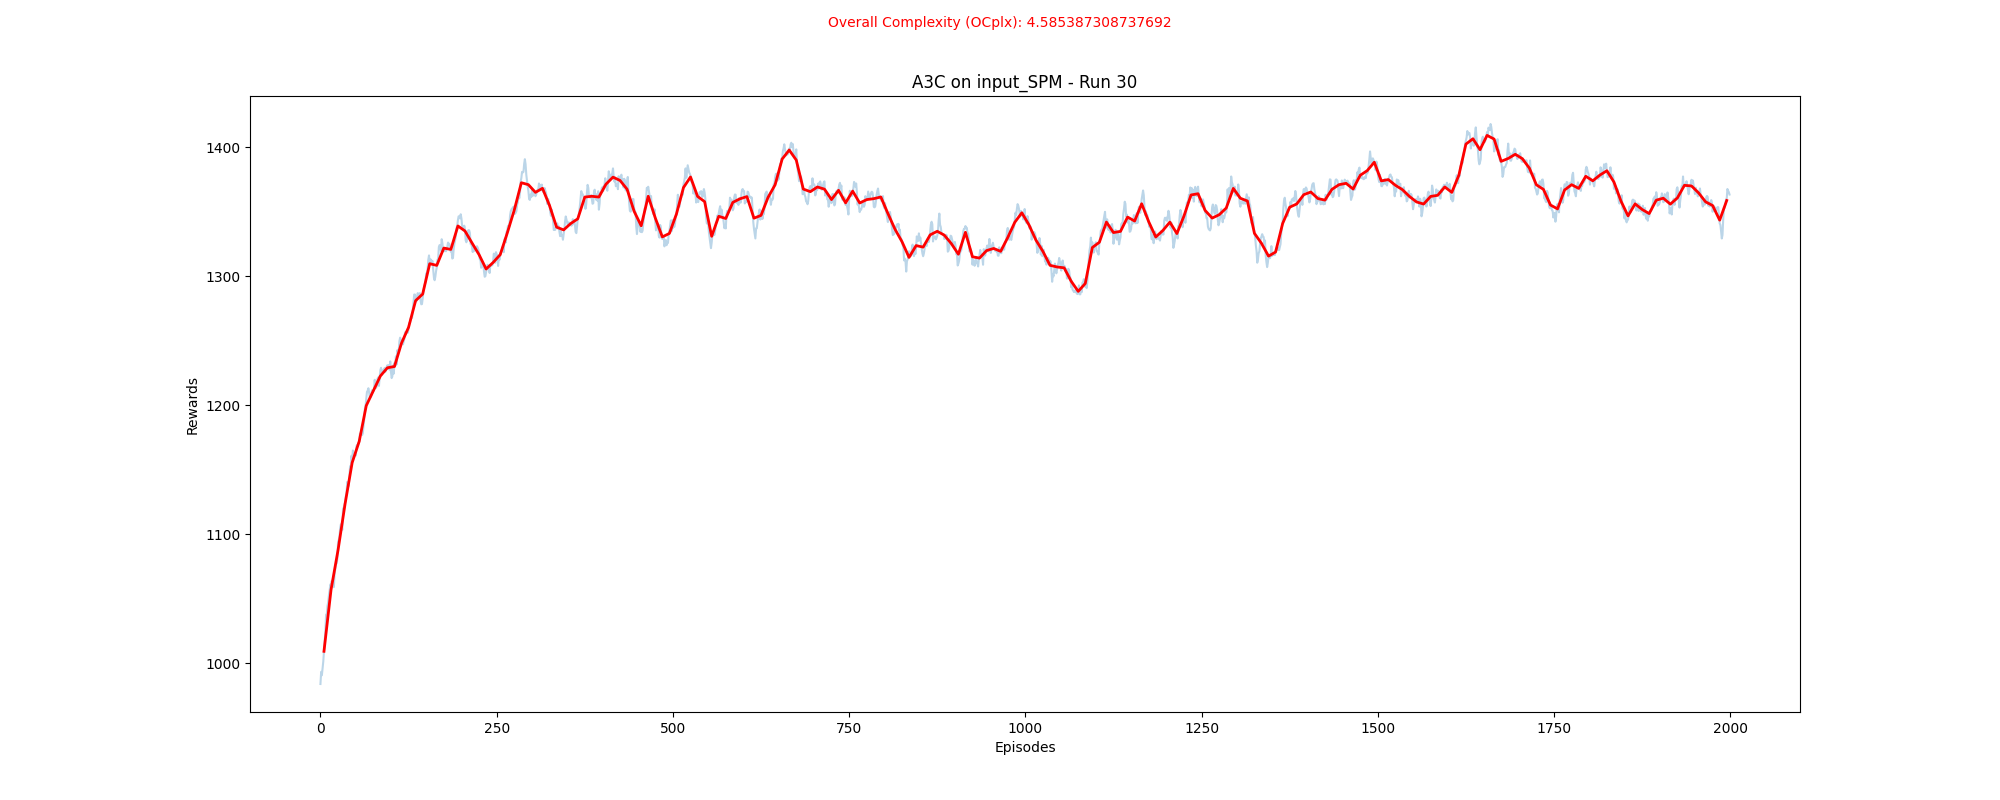 Overall Complexity (OCplx): 4.585387308737692
A3C on input_SPM - Run 30
1400
1300
1200
1100
1000
Rewards
0 250 500 750 1000 1250 1500 1750 2000
Episodes